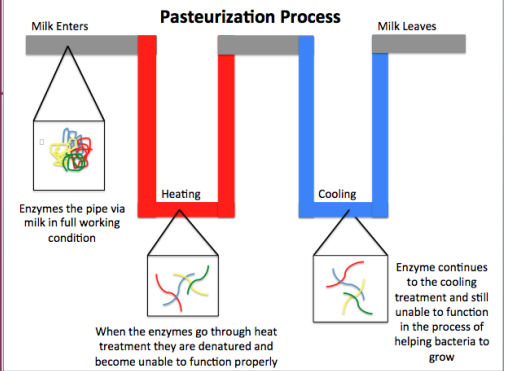 Pasteurization Process
Milk Enters
Milk Leaves
Heating
Cooling
Enzymes the pipe via
milk in full working
condition
When the enzymes go through heat
treatment they are denatured and
become unable to function properly
Enzyme continues
to the cooling
treatment and still
unable to function
in the process of
helping bacteria to
grow